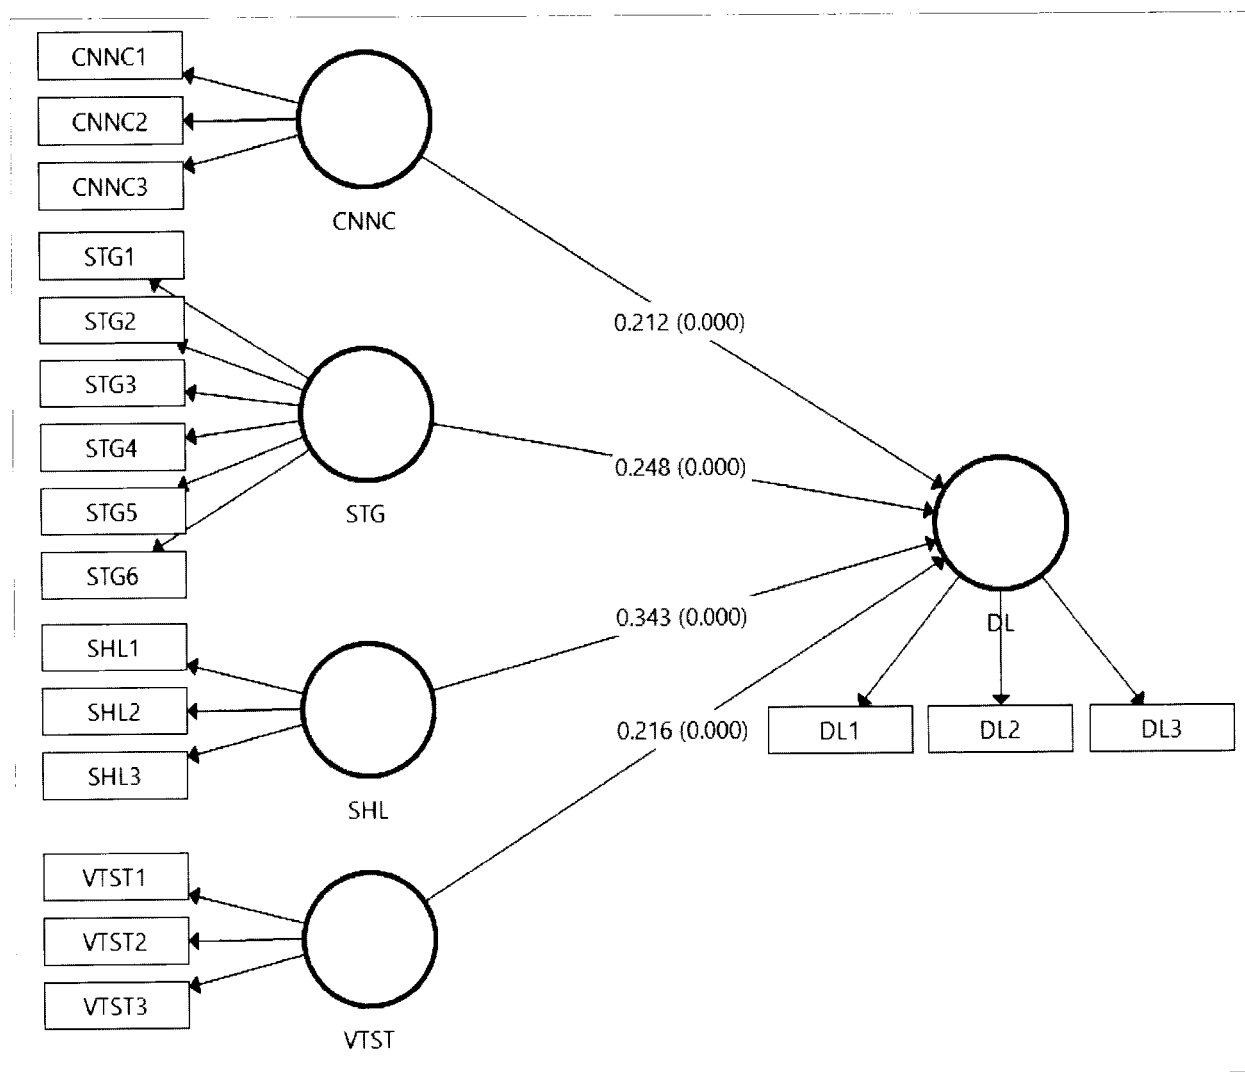 CNNC1
CNNC2
CNNC3
CNNC
STG1
STG2
STG3
STG4
STG5
STG6
STG
SHL1
SHL2
SHL3
SHL
VTST1
VTST2
VTST3
VTST
0.212 (0.000)
0.248 (0.000)
0.343 (0.000)
0.216 (0.000)
DL
DL1
DL2
DL3